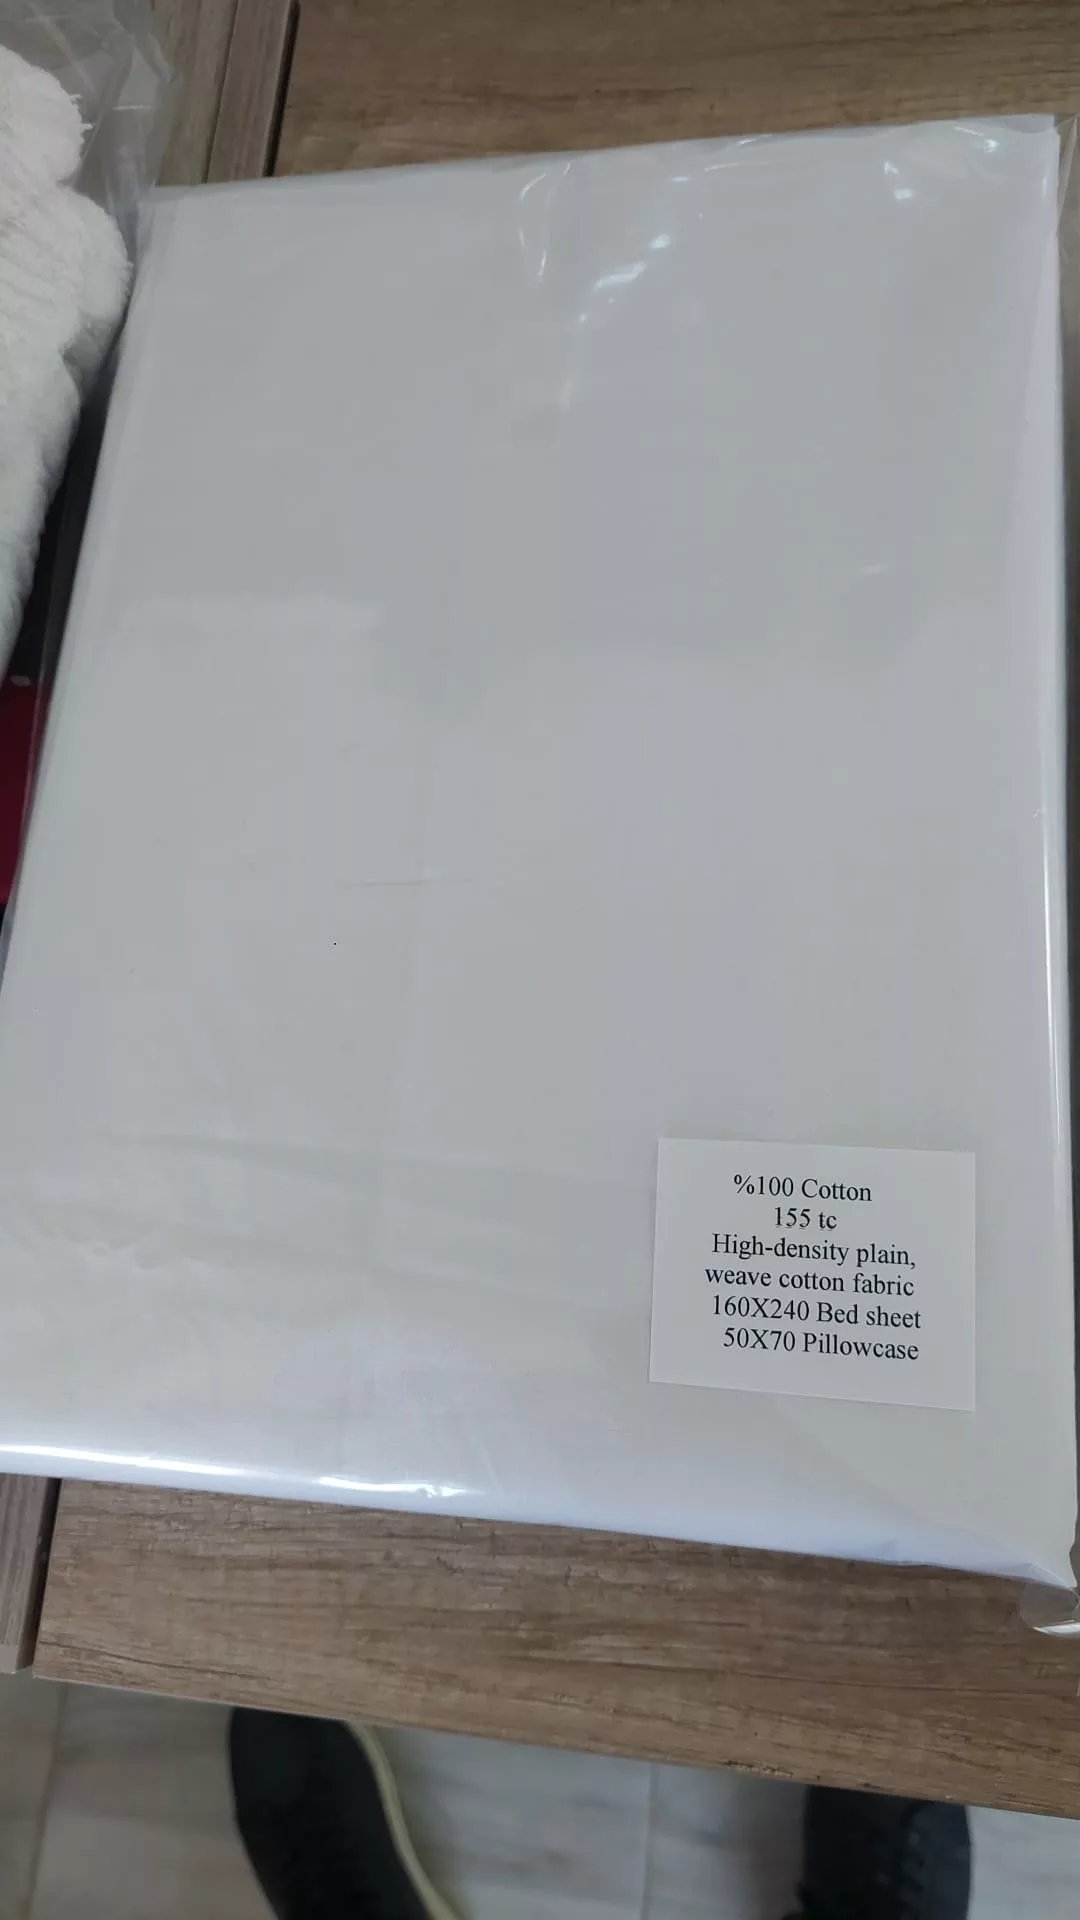 %100 Cotton
155 tc
High-density plain,
weave cotton fabric
160X240 Bed sheet
50X70 Pillowcase